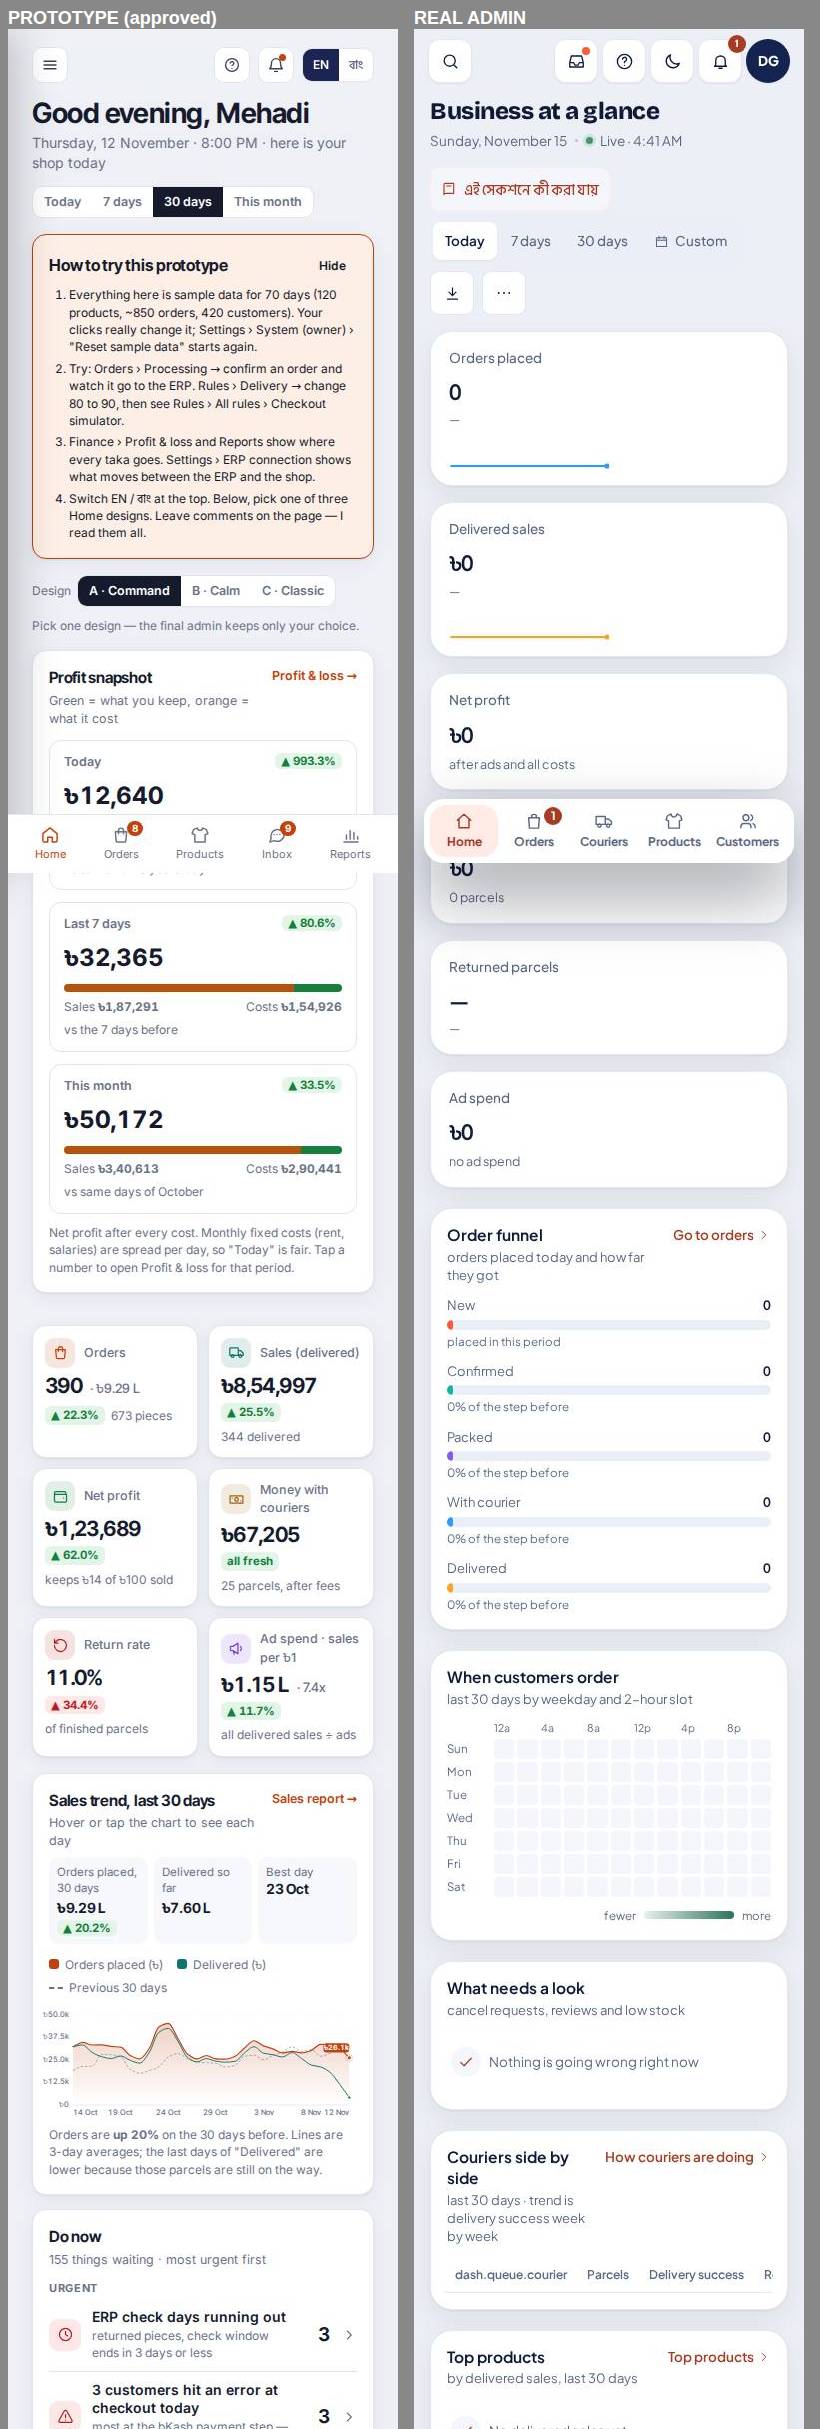 PROTOTYPE (approved)
EN
বাং
Good evening, Mehadi
Thursday, 12 November · 8:00 PM · here is your
shop today
Today 7 days 30 days This month
How to try this prototype Hide
1. Everything here is sample data for 70 days (120
products, ~850 orders, 420 customers). Your
clicks really change it; Settings › System (owner) ›
"Reset sample data" starts again.
2. Try: Orders › Processing → confirm an order and
watch it go to the ERP. Rules › Delivery → change
80 to 90, then see Rules › All rules › Checkout
simulator.
3. Finance › Profit & loss and Reports show where
every taka goes. Settings › ERP connection shows
what moves between the ERP and the shop.
4. Switch EN / বাং at the top. Below, pick one of three
Home designs. Leave comments on the page — I
read them all.
Design A · Command B · Calm C · Classic
Pick one design — the final admin keeps only your choice.
Profit snapshot Profit & loss →
Green = what you keep, orange =
what it cost
Today ▲ 993.3%
৳12,640
8 9
Home Orders Products Inbox Reports
Last 7 days ▲ 80.6%
৳32,365
Sales ৳1,87,291 Costs ৳1,54,926
vs the 7 days before
This month ▲ 33.5%
৳50,172
Sales ৳3,40,613 Costs ৳2,90,441
vs same days of October
Net profit after every cost. Monthly fixed costs (rent,
salaries) are spread per day, so "Today" is fair. Tap a
number to open Profit & loss for that period.
Orders
390 · ৳9.29 L
▲ 22.3% 673 pieces
Sales (delivered)
৳8,54,997
▲ 25.5%
344 delivered
Net profit
৳1,23,689
▲ 62.0%
keeps ৳14 of ৳100 sold
Money with
couriers
৳67,205
all fresh
25 parcels, after fees
Return rate
11.0%
▲ 34.4%
of finished parcels
Ad spend · sales
per ৳1
৳1.15 L · 7.4x
▲ 11.7%
all delivered sales ÷ ads
Sales trend, last 30 days Sales report →
Hover or tap the chart to see each
day
Orders placed,
30 days
৳9.29 L
▲ 20.2%
Delivered so
far
৳7.60 L
Best day
23 Oct
Orders placed (৳) Delivered (৳)
Previous 30 days
৳50.0k
৳37.5k
৳26.1k
৳25.0k
৳12.5k
৳0
14 Oct 19 Oct 24 Oct 29 Oct 3 Nov 8 Nov 12 Nov
Orders are up 20% on the 30 days before. Lines are
3-day averages; the last days of "Delivered" are
lower because those parcels are still on the way.
Do now
155 things waiting · most urgent first
URGENT
ERP check days running out
returned pieces, check window
ends in 3 days or less
3
3 customers hit an error at
checkout today
most at the bKash payment step —
3
REAL ADMIN
1
DG
Business at a glance
Sunday, November 15 · Live · 4:41 AM
এই সেকশনে কী করা যায়
Today 7 days 30 days Custom
Orders placed
0
—
Delivered sales
৳0
—
Net profit
৳0
after ads and all costs
1
Home Orders Couriers Products Customers
৳0
0 parcels
Returned parcels
—
—
Ad spend
৳0
no ad spend
Order funnel Go to orders
orders placed today and how far
they got
New 0
placed in this period
Confirmed 0
0% of the step before
Packed 0
0% of the step before
With courier 0
0% of the step before
Delivered 0
0% of the step before
When customers order
last 30 days by weekday and 2-hour slot
12a 4a 8a 12p 4p 8p
Sun
Mon
Tue
Wed
Thu
Fri
Sat
fewer more
What needs a look
cancel requests, reviews and low stock
Nothing is going wrong right now
Couriers side by
side
How couriers are doing
last 30 days · trend is
delivery success week
by week
dash.queue.courier Parcels Delivery success
Top products Top products
by delivered sales, last 30 days